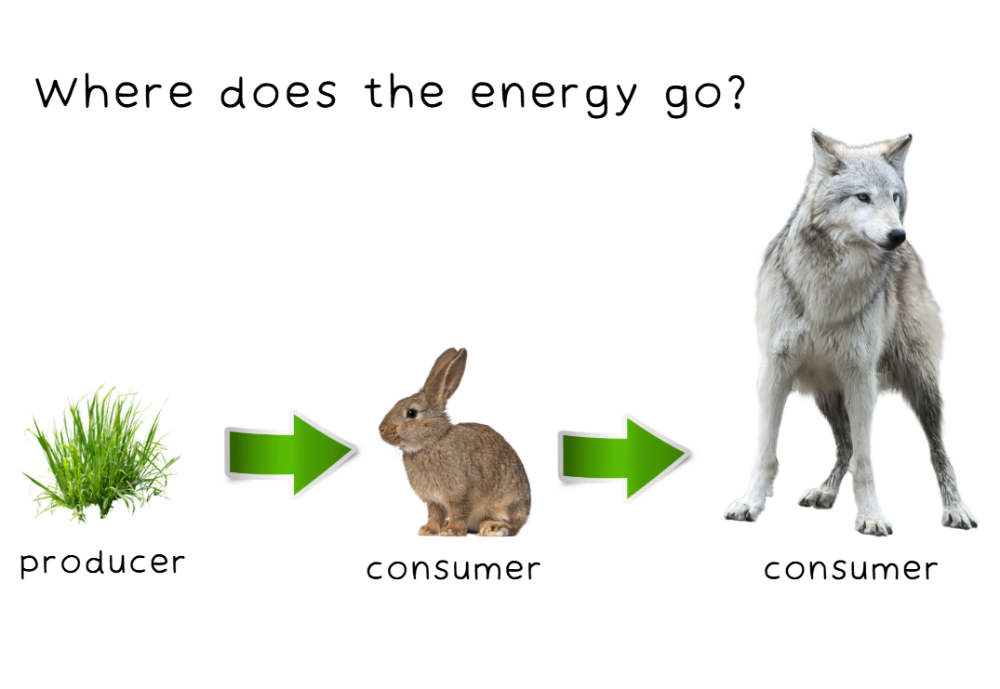 Where does the energy go?
producer
consumer
consumer